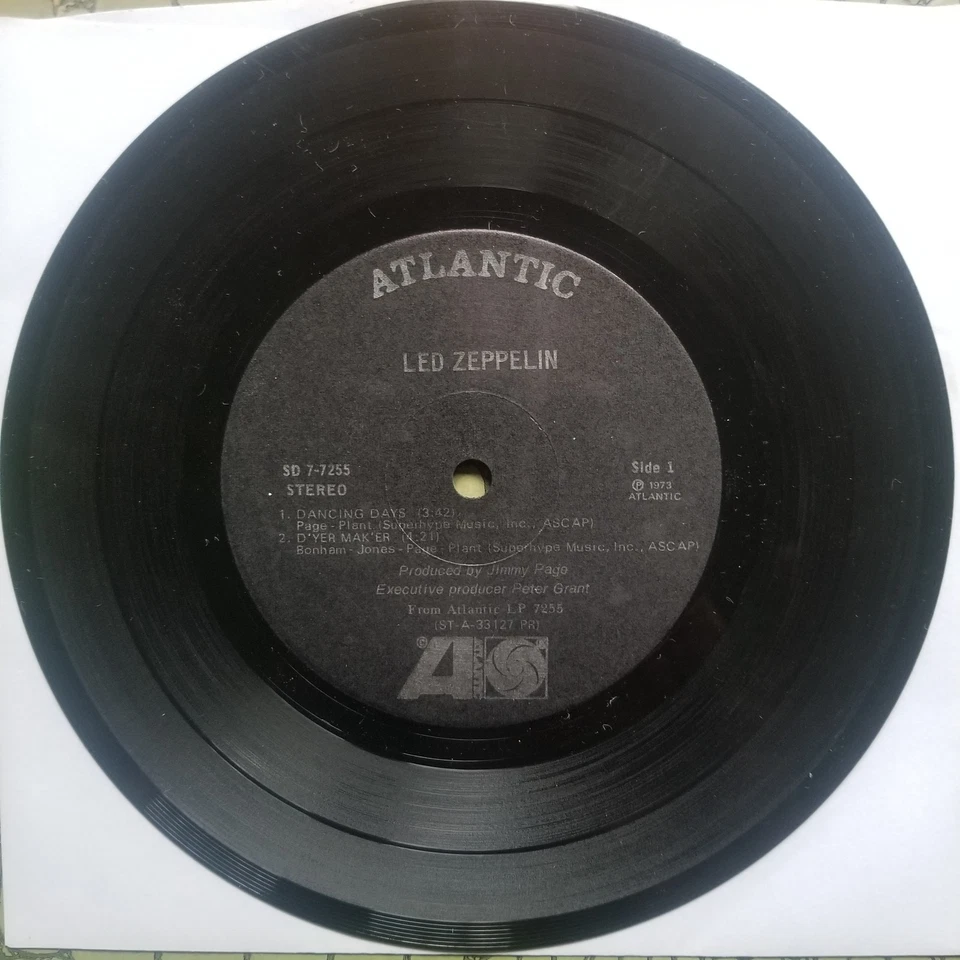 ATLANTIC
LED ZEPPELIN
SD 7-7255
STEREO
Side 1
℗ 1973
ATLANTIC
1. DANCING DAYS (3:42)
Page - Plant (Superhype Music, Inc., ASCAP)
2. D'YER MAK'ER (4:21)
Bonham - Jones - Page - Plant (Superhype Music, Inc., ASCAP)
Produced by Jimmy Page
Executive producer Peter Grant
From Atlantic LP 7255
(ST-A-33127 PR)
©
A